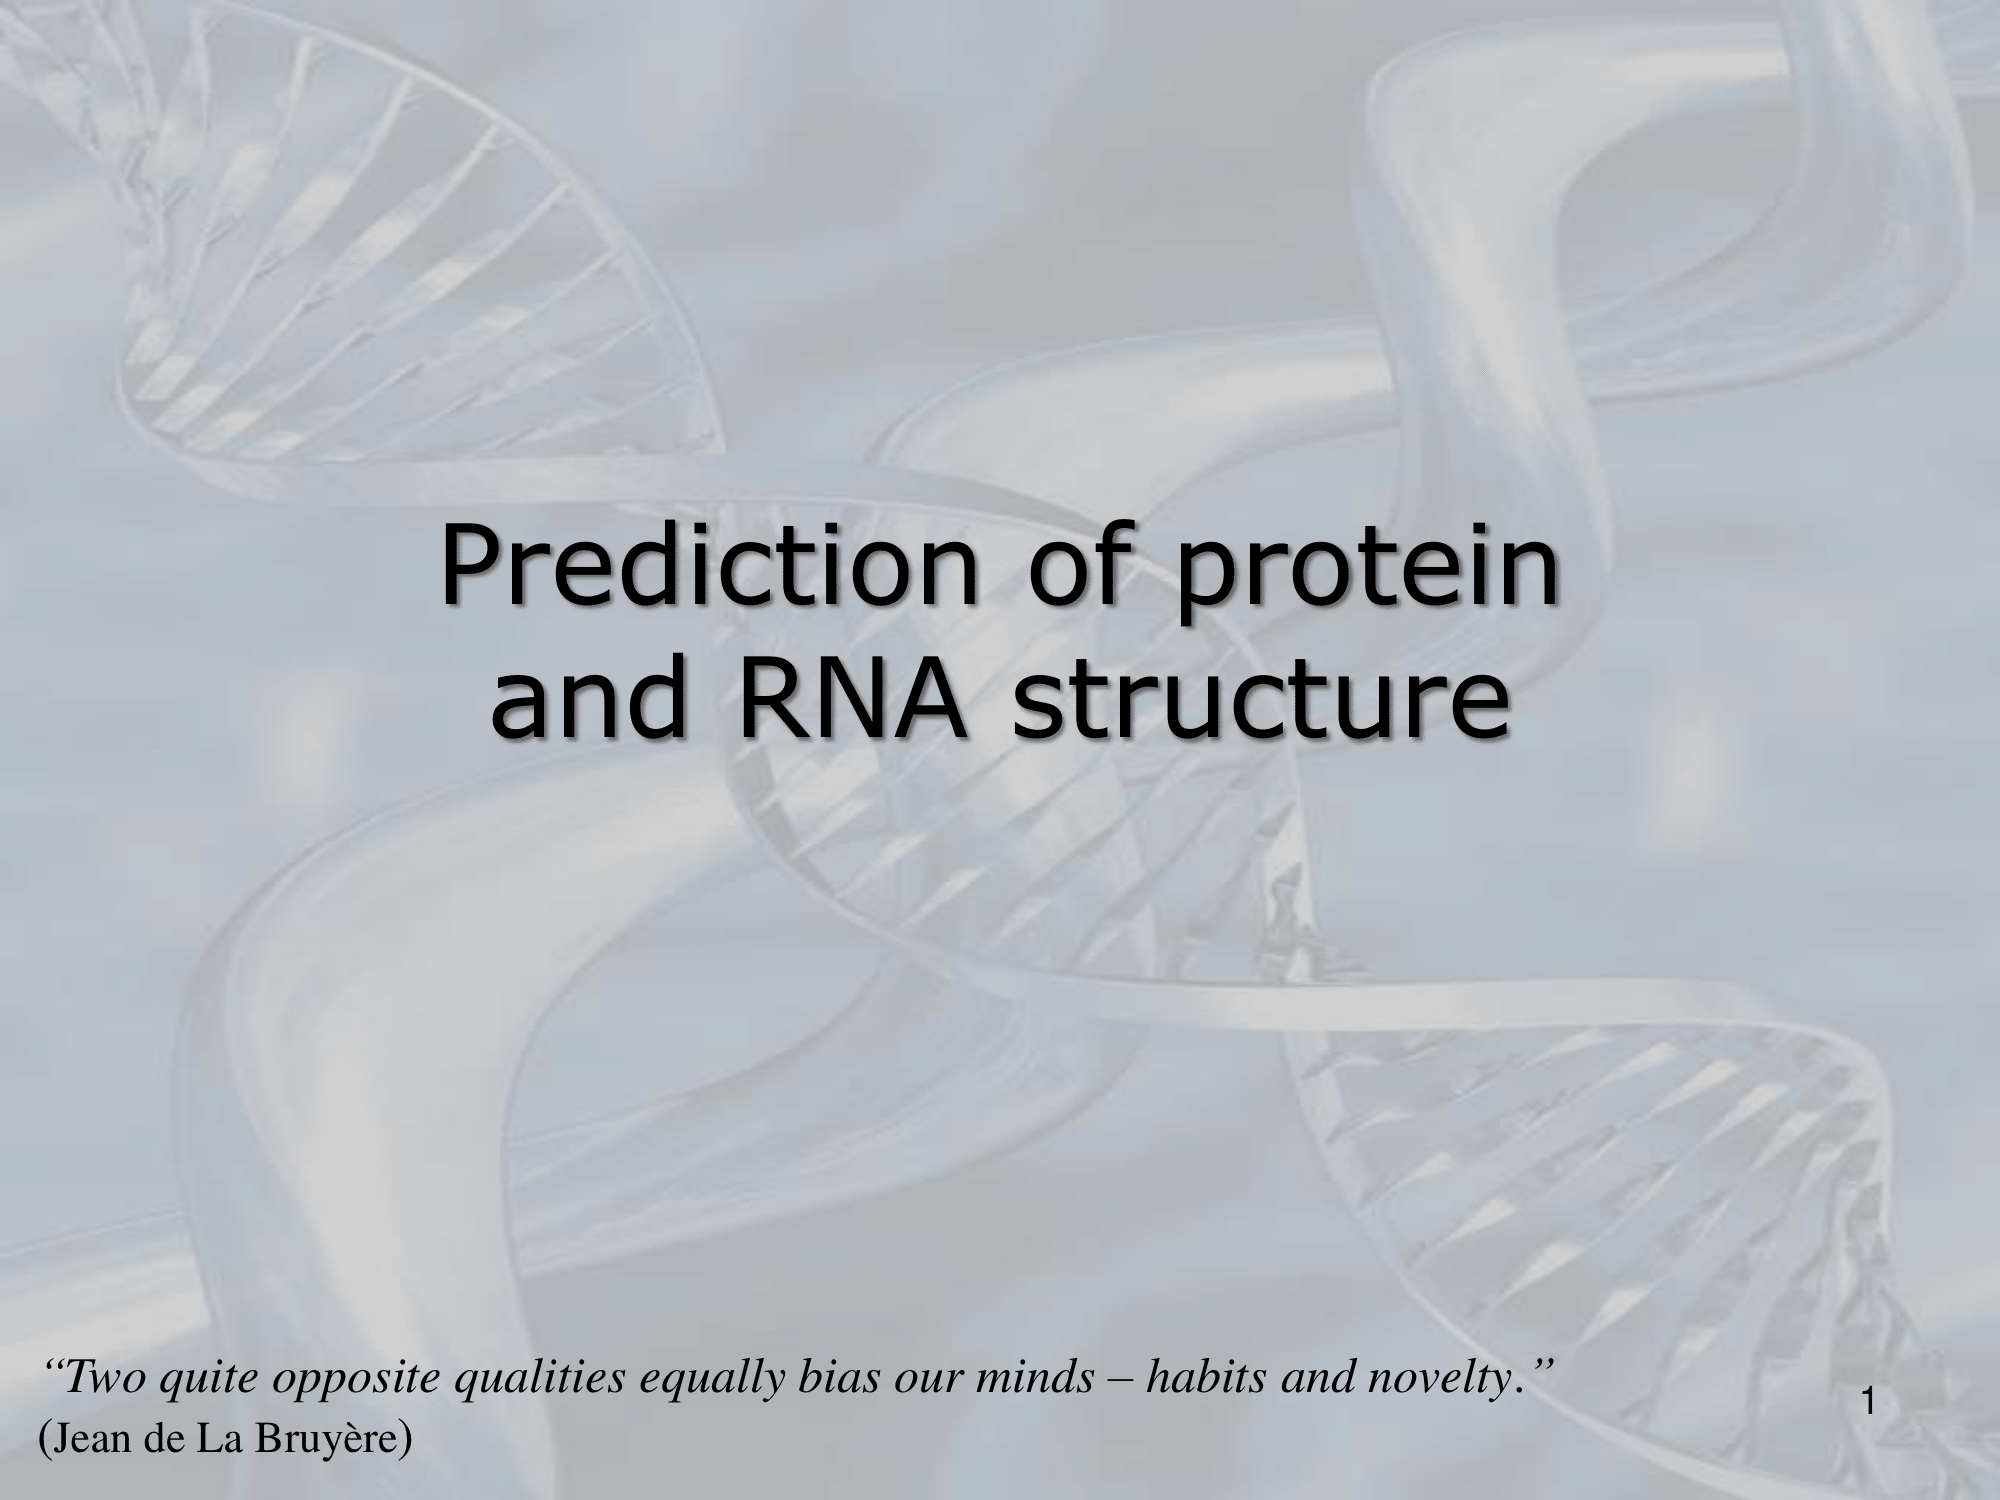 Prediction of protein
and RNA structure
“Two quite opposite qualities equally bias our minds – habits and novelty.”
(Jean de La Bruyère)
1